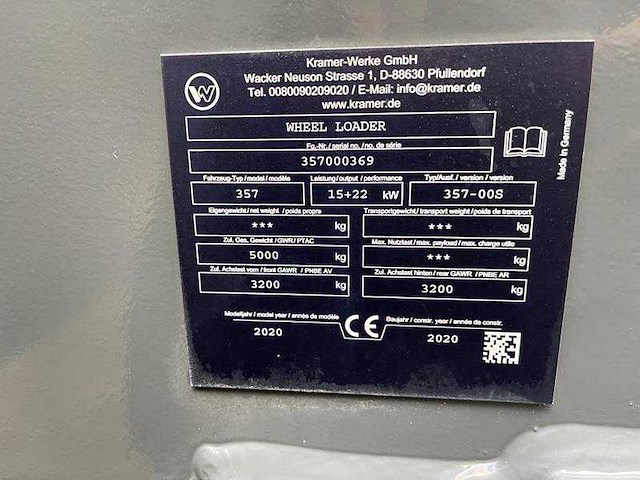 Kramer-Werke GmbH
Wacker Neuson Strasse 1, D-88630 Pfullendorf
Tel. 0080090209020 / E-Mail: info@kramer.de
www.kramer.de
W
WHEEL LOADER
Fg.-Nr. / serial no. / no. de série
357000369
Made in Germany
Fahrzeug-Typ / model / modèle Leistung / output / performance Typ/Ausf. / version / version
357 15+22 kW 357-00S
Eigengewicht / net weight / poids propre Transportgewicht / transport weight / poids de transport
*** kg *** kg
Zul. Ges. Gewicht / GWR / PTAC Max. Nutzlast / max. payload / max. charge utile
5000 kg *** kg
Zul. Achslast vorn / front GAWR / PNBE AV Zul. Achslast hinten / rear GAWR / PNBE AR
3200 kg 3200 kg
Modelljahr / model year / année de modèle CE Baujahr / constr. year / année de constr.
2020 2020